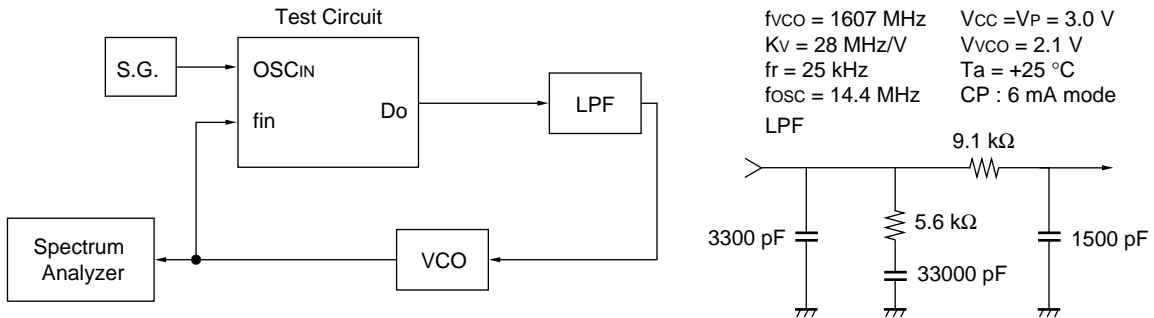 Test Circuit
S.G.
OSCIN
fin
Do
LPF
VCO
Spectrum
Analyzer
fVCO = 1607 MHz
KV = 28 MHz/V
fr = 25 kHz
fOSC = 14.4 MHz
LPF
VCC =VP = 3.0 V
VVCO = 2.1 V
Ta = +25 °C
CP : 6 mA mode
9.1 kΩ
5.6 kΩ
3300 pF
33000 pF
1500 pF